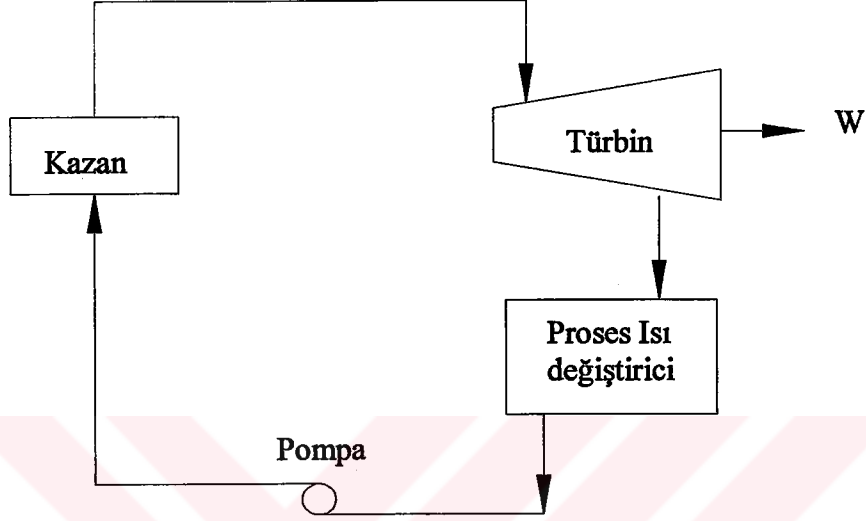 W
Türbin
Kazan
Proses Isı
değiştirici
Pompa